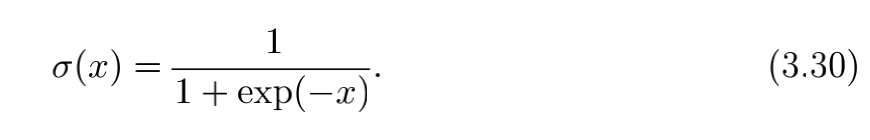 σ(x) = 1 / (1 + exp(−x)). (3.30)